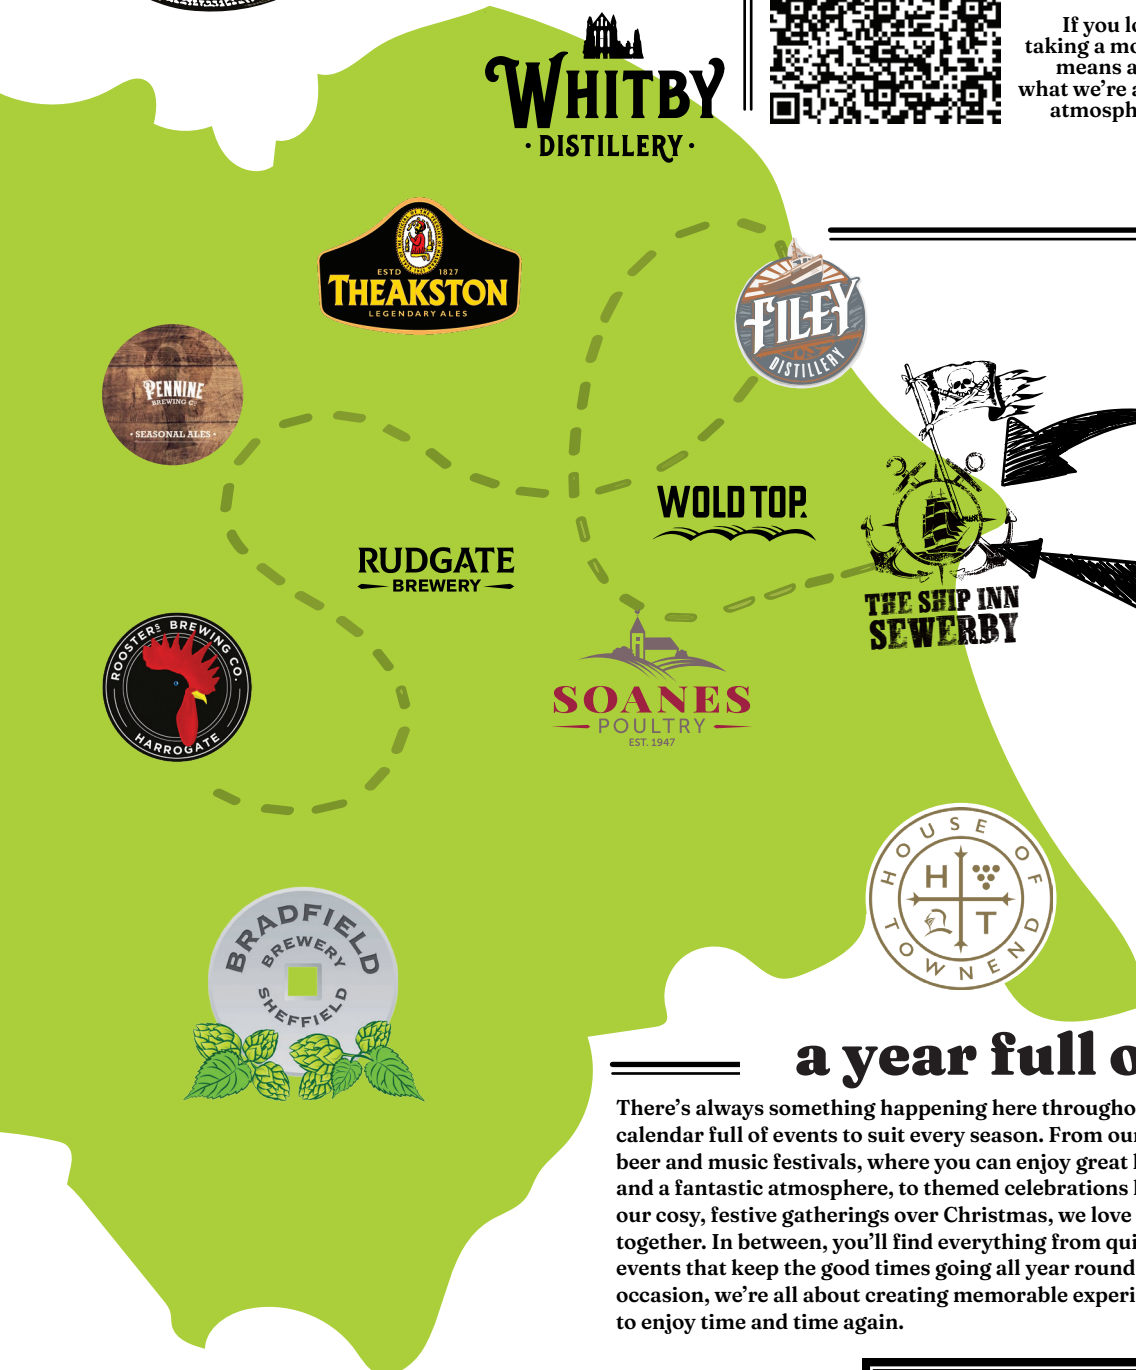 WHITBY
· DISTILLERY ·
If you lo
taking a mo
means a
what we’re a
atmosph
ESTD 1827
THEAKSTON
LEGENDARY ALES
FILEY
DISTILLERY
PENNINE
BREWING Co
· SEASONAL ALES ·
WOLD TOP
RUDGATE
BREWERY
THE SHIP INN
SEWERBY
ROOSTERS BREWING CO.
HARROGATE
SOANES
POULTRY
EST. 1947
HOUSE OF
H
T
TOWNEND
BRADFIELD
BREWERY
SHEFFIELD
a year full o
There’s always something happening here througho
calendar full of events to suit every season. From our
beer and music festivals, where you can enjoy great
and a fantastic atmosphere, to themed celebrations
our cosy, festive gatherings over Christmas, we love
together. In between, you’ll find everything from qui
events that keep the good times going all year round
occasion, we’re all about creating memorable experi
to enjoy time and time again.